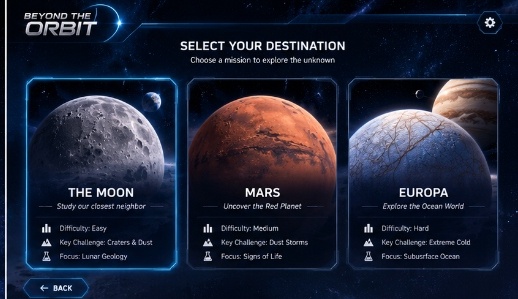 BEYOND THE
ORBIT
SELECT YOUR DESTINATION
Choose a mission to explore the unknown
THE MOON
Study our closest neighbor
Difficulty: Easy
Key Challenge: Craters & Dust
Focus: Lunar Geology
MARS
Uncover the Red Planet
Difficulty: Medium
Key Challenge: Dust Storms
Focus: Signs of Life
EUROPA
Explore the Ocean World
Difficulty: Hard
Key Challenge: Extreme Cold
Focus: Subusrface Ocean
← BACK